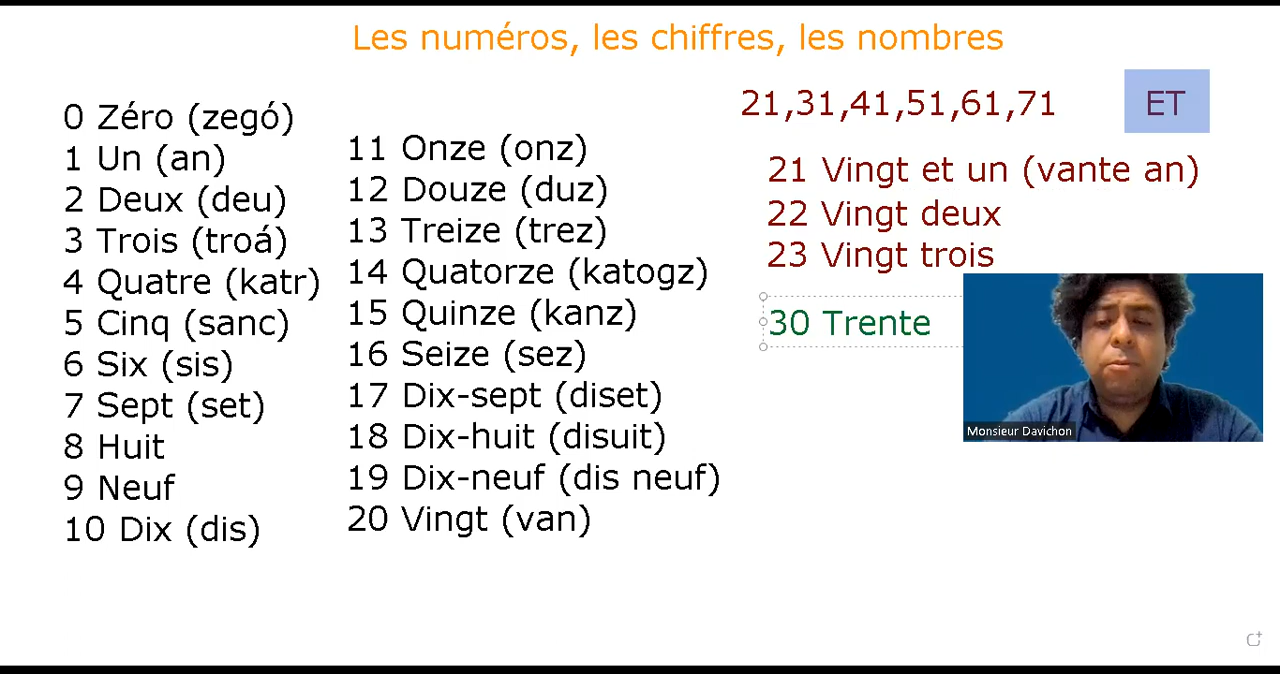 Les numéros, les chiffres, les nombres
0 Zéro (zegó)
1 Un (an)
2 Deux (deu)
3 Trois (troá)
4 Quatre (katr)
5 Cinq (sanc)
6 Six (sis)
7 Sept (set)
8 Huit
9 Neuf
10 Dix (dis)
11 Onze (onz)
12 Douze (duz)
13 Treize (trez)
14 Quatorze (katogz)
15 Quinze (kanz)
16 Seize (sez)
17 Dix-sept (diset)
18 Dix-huit (disuit)
19 Dix-neuf (dis neuf)
20 Vingt (van)
21,31,41,51,61,71
ET
21 Vingt et un (vante an)
22 Vingt deux
23 Vingt trois
30 Trente
Monsieur Davichon